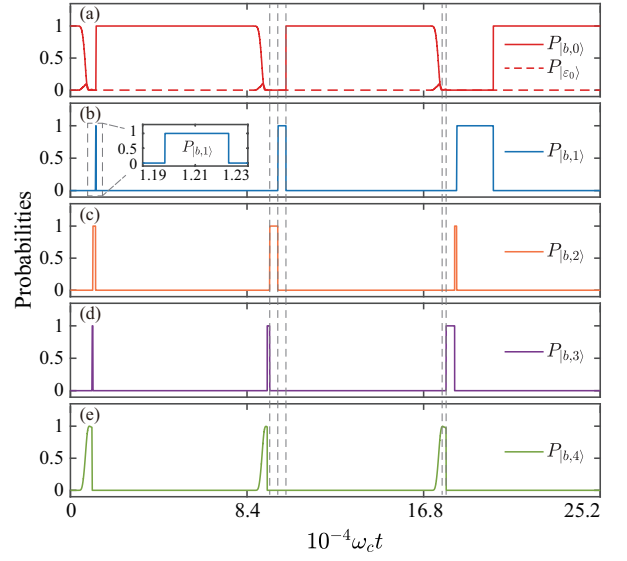 (a)
1
0.5
0
P|b,0⟩
P|ε₀⟩
(b)
1
0.5
0
1
0.5
0
P|b,1⟩
1.19
1.21
1.23
P|b,1⟩
(c)
1
0.5
0
P|b,2⟩
(d)
1
0.5
0
P|b,3⟩
(e)
1
0.5
0
P|b,4⟩
Probabilities
0
8.4
16.8
25.2
10⁻⁴ω_c t